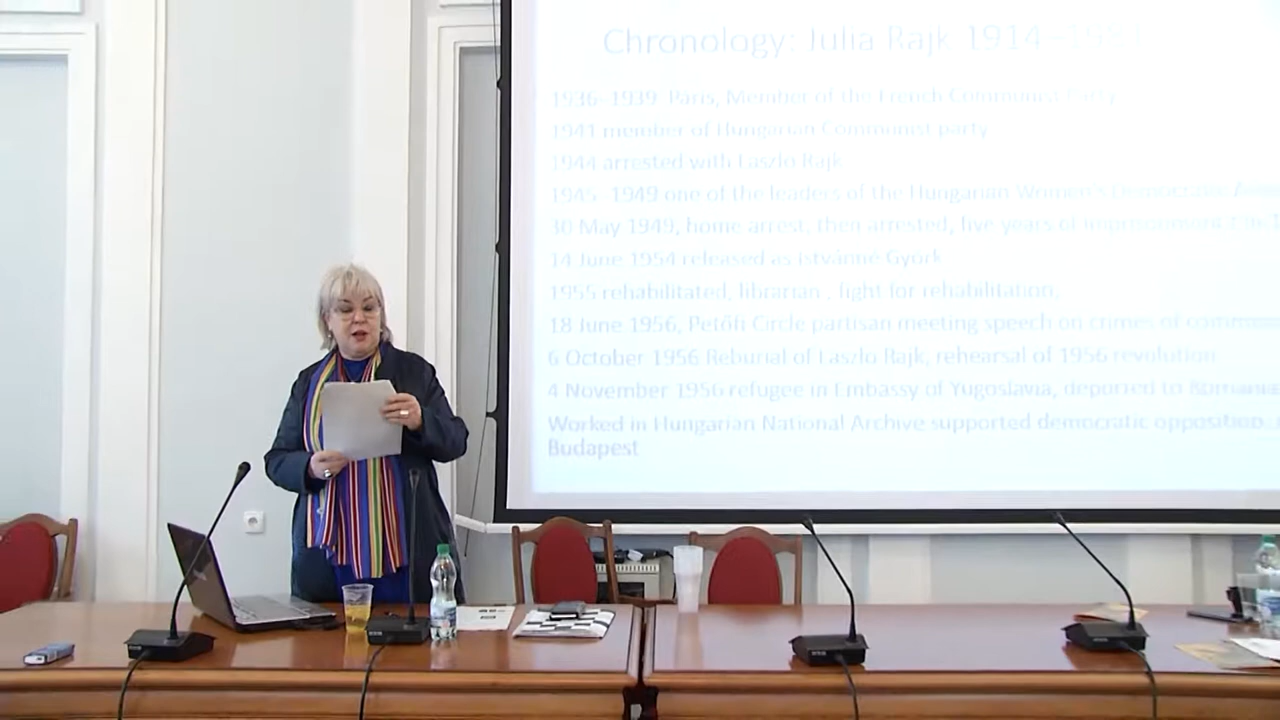 Chronology: Julia Rajk 1914–1981
1936–1939 Paris, Member of the French Communist Party
1941 member of Hungarian Communist party
1944 arrested with Laszlo Rajk
1945–1949 one of the leaders of the Hungarian Women's Democratic
30 May 1949, home arrest, then arrested, five years of imprisonment
14 June 1954 released as Istvánné Györk
1955 rehabilitated, librarian , fight for rehabilitation,
18 June 1956, Petőfi Circle partisan meeting speech on crimes of
6 October 1956 Reburial of Laszlo Rajk, rehearsal of 1956 revolution
4 November 1956 refugee in Embassy of Yugoslavia, deported to Romania
Worked in Hungarian National Archive supported democratic opposition
Budapest